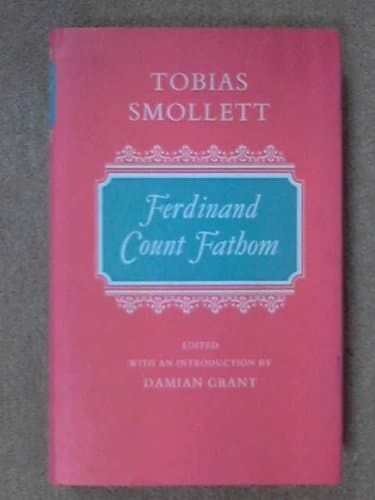 TOBIAS
SMOLLETT
Ferdinand
Count Fathom
EDITED
WITH AN INTRODUCTION BY
DAMIAN GRANT